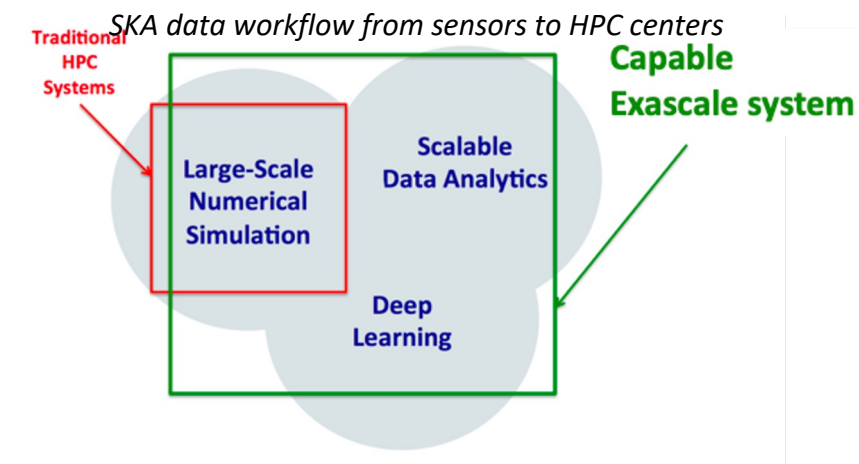 SKA data workflow from sensors to HPC centers
Traditional
HPC
Systems
Capable
Exascale system
Large-Scale
Numerical
Simulation
Scalable
Data Analytics
Deep
Learning